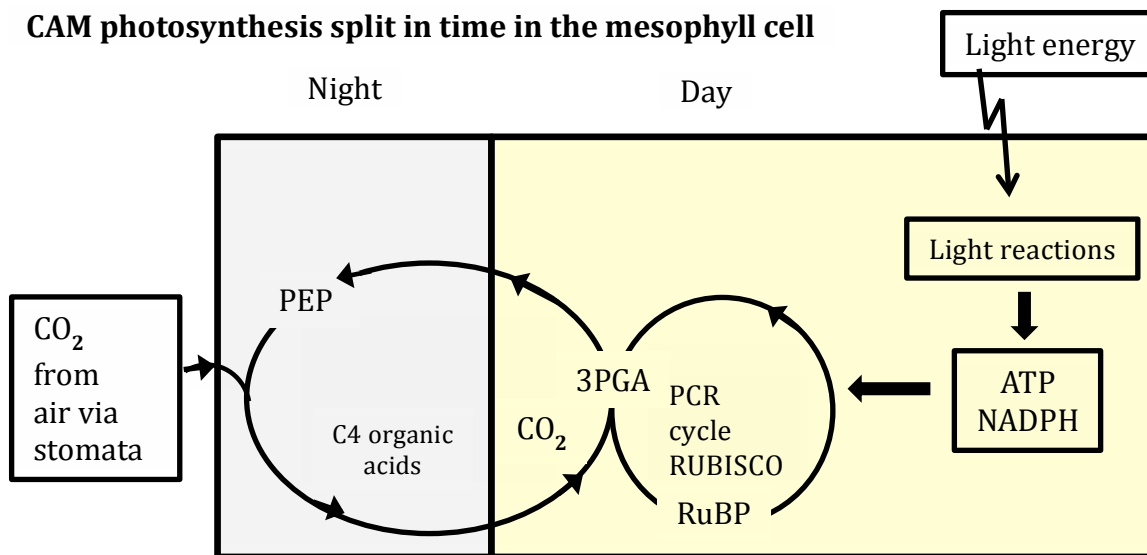 CAM photosynthesis split in time in the mesophyll cell
Light energy
Night
Day
Light reactions
PEP
CO₂
from
air via
stomata
3PGA
ATP
NADPH
PCR
cycle
RUBISCO
C4 organic
acids
CO₂
RuBP